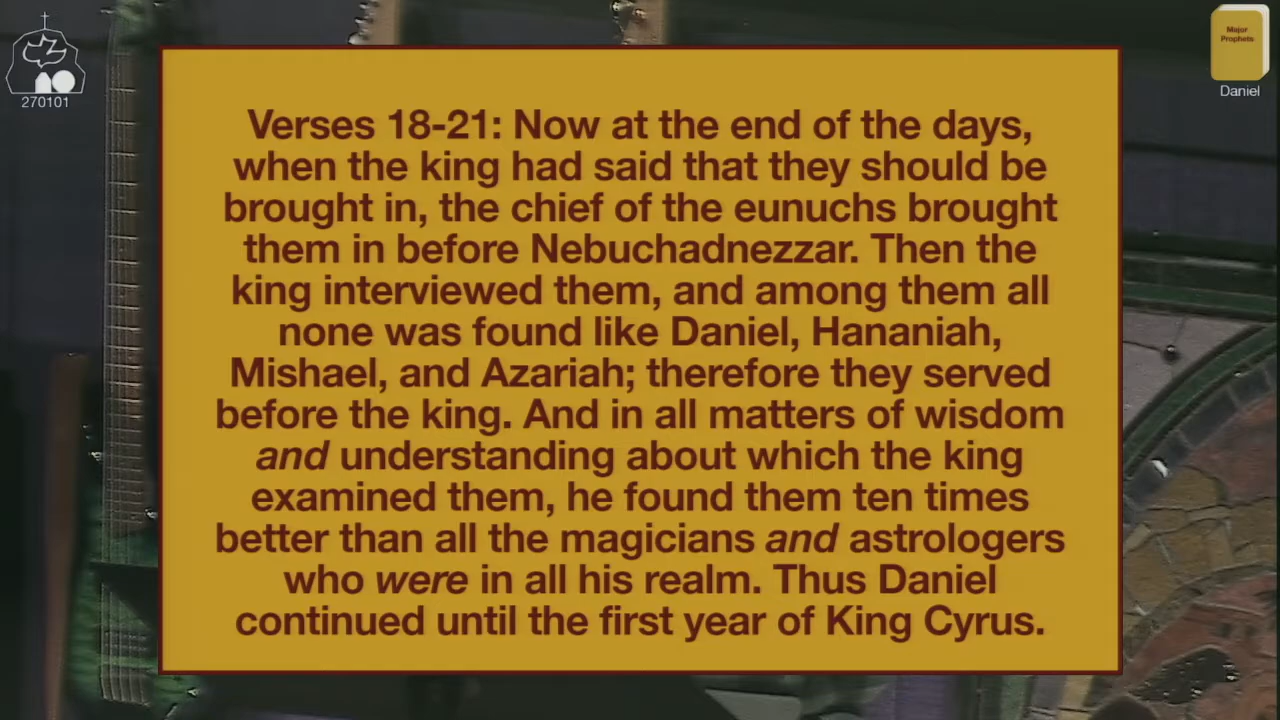 270101
Major
Prophets
Daniel
Verses 18-21: Now at the end of the days,
when the king had said that they should be
brought in, the chief of the eunuchs brought
them in before Nebuchadnezzar. Then the
king interviewed them, and among them all
none was found like Daniel, Hananiah,
Mishael, and Azariah; therefore they served
before the king. And in all matters of wisdom
and understanding about which the king
examined them, he found them ten times
better than all the magicians and astrologers
who were in all his realm. Thus Daniel
continued until the first year of King Cyrus.